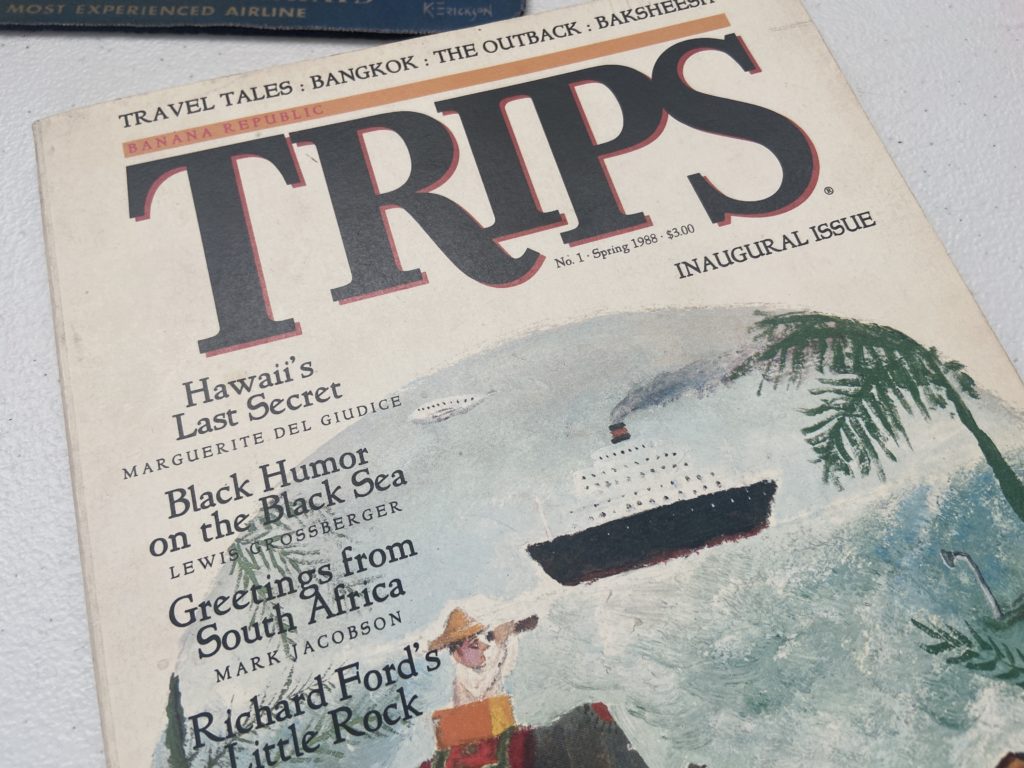 MOST EXPERIENCED AIRLINE
K·ERICKSON
TRAVEL TALES : BANGKOK : THE OUTBACK : BAKSHEESH
BANANA REPUBLIC
TRIPS®
No. 1 · Spring 1988 · $3.00
INAUGURAL ISSUE
Hawaii's
Last Secret
MARGUERITE DEL GIUDICE
Black Humor
on the Black Sea
LEWIS GROSSBERGER
Greetings from
South Africa
MARK JACOBSON
Richard Ford's
Little Rock